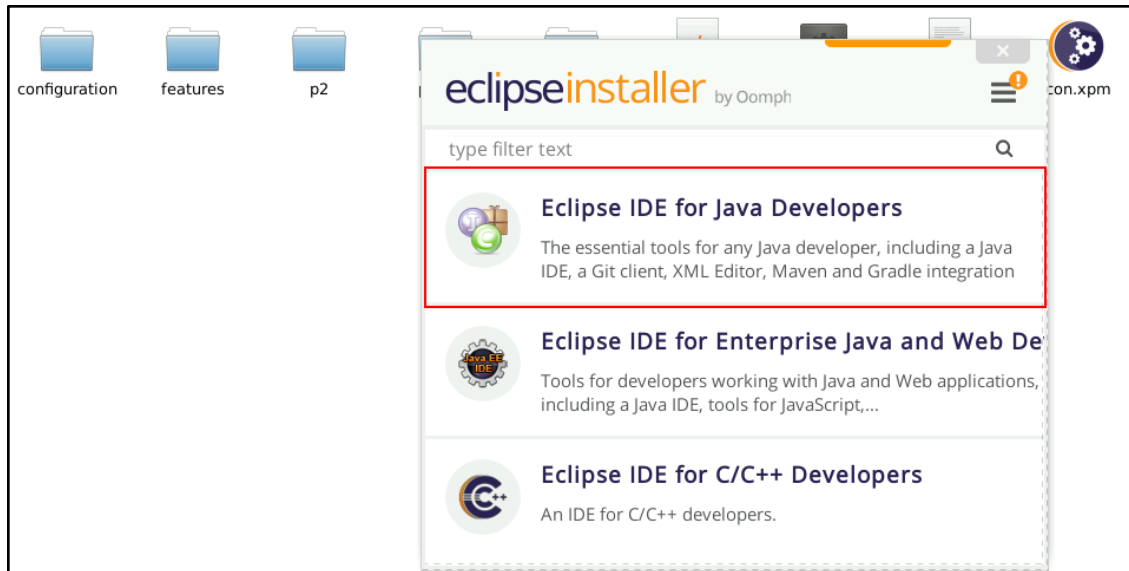 configuration
features
p2
con.xpm
eclipseinstaller by Oomph
type filter text
Eclipse IDE for Java Developers
The essential tools for any Java developer, including a Java
IDE, a Git client, XML Editor, Maven and Gradle integration
Java EE
IDE
Eclipse IDE for Enterprise Java and Web De
Tools for developers working with Java and Web applications,
including a Java IDE, tools for JavaScript,...
C++
Eclipse IDE for C/C++ Developers
An IDE for C/C++ developers.